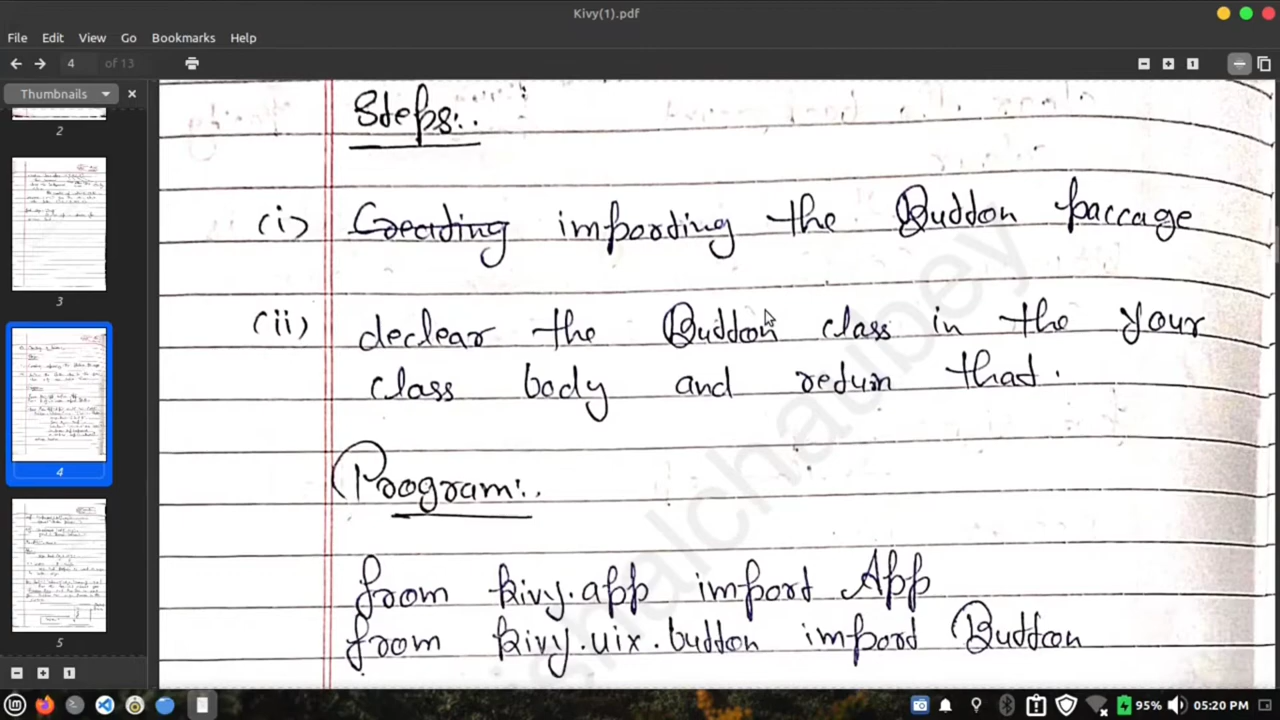 Kivy(1).pdf
File Edit View Go Bookmarks Help
4 of 13
Thumbnails
2
3
4
5
Steps:.
(i) Creating importing the Button paccage
(ii) declear the Button class in the your
class body and return that.
Program:.
from kivy.app import App
from kivy.uix.button import Button
95% 05:20 PM